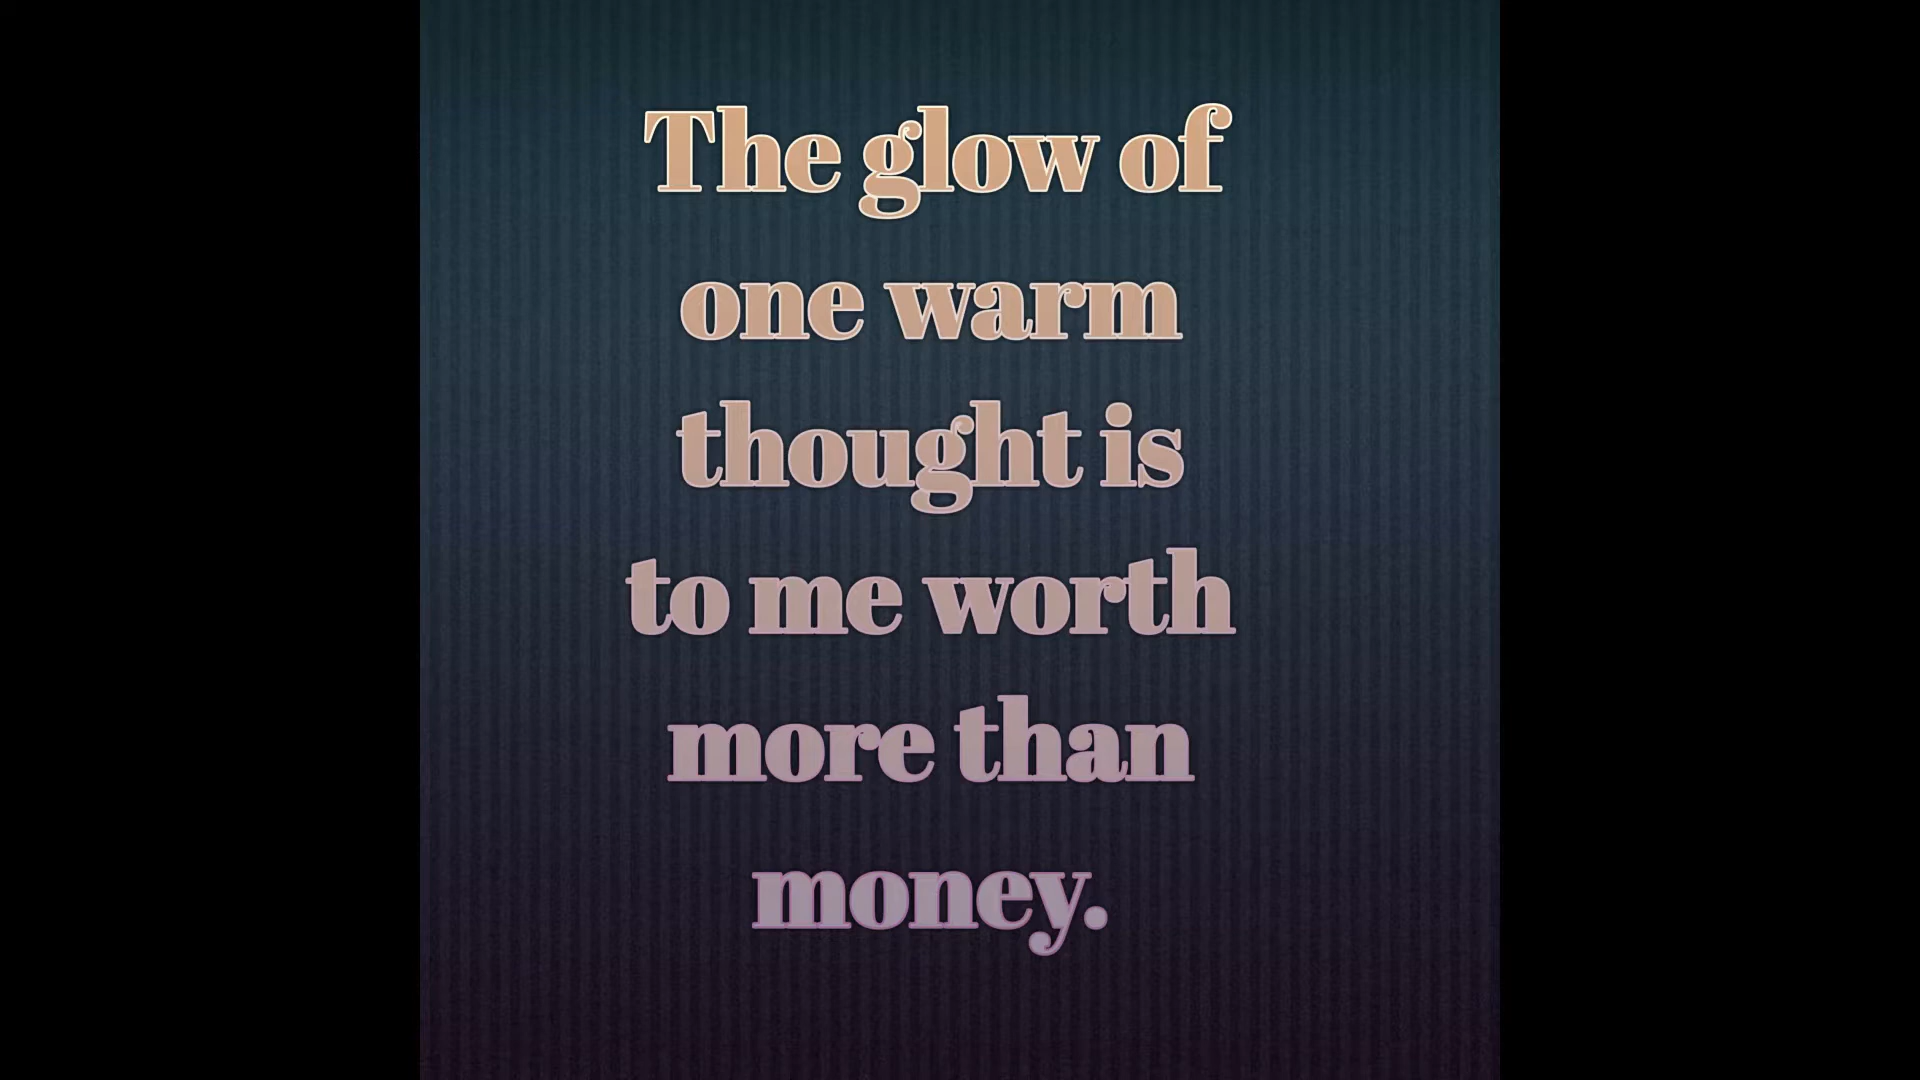 The glow of
one warm
thought is
to me worth
more than
money.